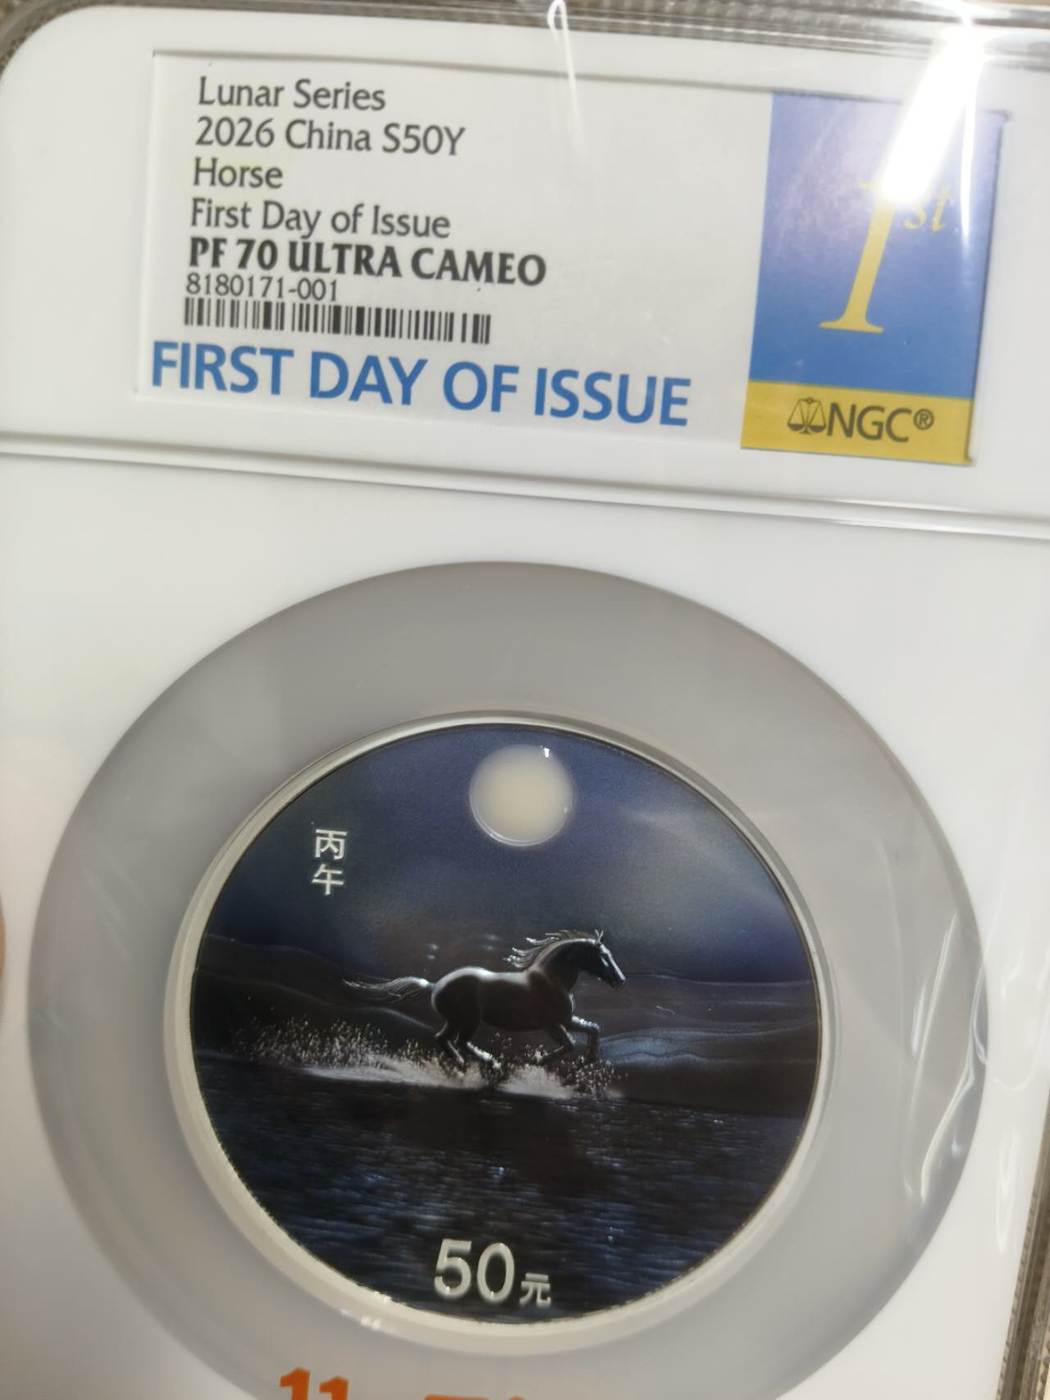 Lunar Series
2026 China S50Y
Horse
First Day of Issue
PF 70 ULTRA CAMEO
8180171-001
FIRST DAY OF ISSUE
1st
NGC®
丙
午
50元
11